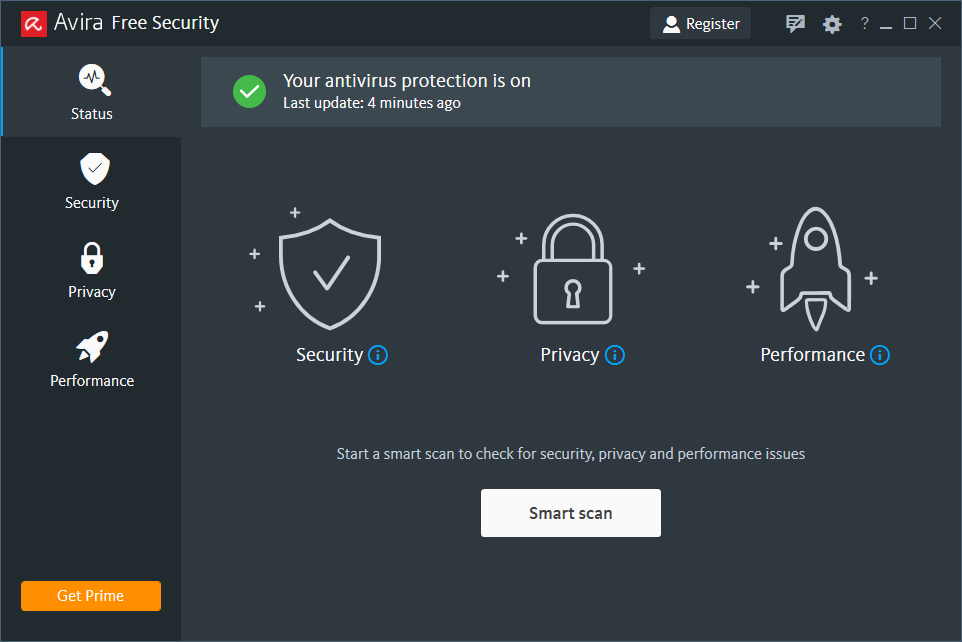 Avira Free Security
Register
?
Status
Security
Privacy
Performance
Get Prime
Your antivirus protection is on
Last update: 4 minutes ago
Security
Privacy
Performance
Start a smart scan to check for security, privacy and performance issues
Smart scan